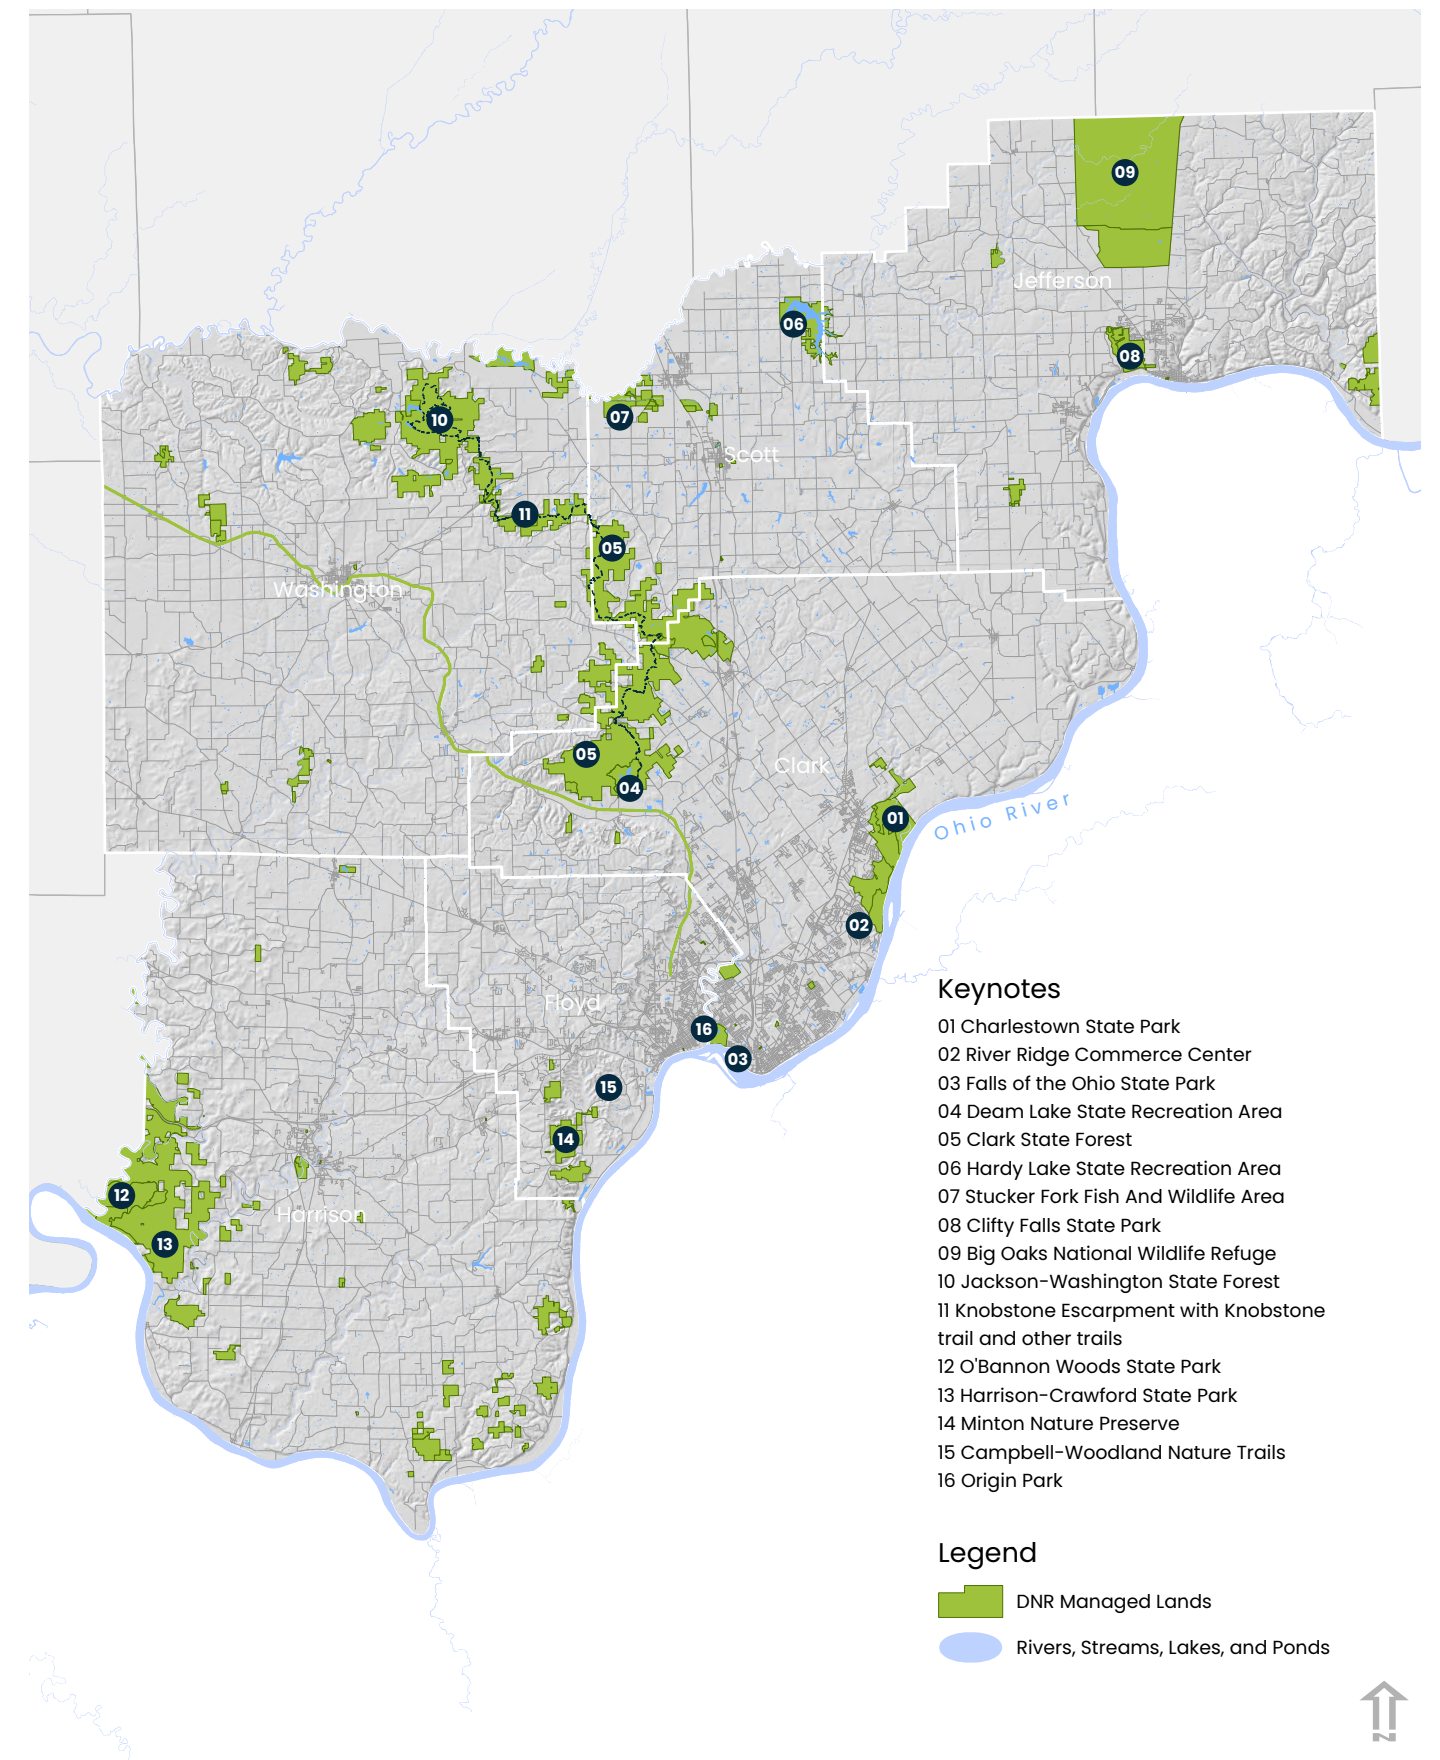 09
Jefferson
06
08
10
07
Scott
11
05
Washington
05
Clark
04
01
Ohio River
02
Floyd
16
03
15
14
12
Harrison
13
Keynotes
01 Charlestown State Park
02 River Ridge Commerce Center
03 Falls of the Ohio State Park
04 Deam Lake State Recreation Area
05 Clark State Forest
06 Hardy Lake State Recreation Area
07 Stucker Fork Fish And Wildlife Area
08 Clifty Falls State Park
09 Big Oaks National Wildlife Refuge
10 Jackson-Washington State Forest
11 Knobstone Escarpment with Knobstone
trail and other trails
12 O'Bannon Woods State Park
13 Harrison-Crawford State Park
14 Minton Nature Preserve
15 Campbell-Woodland Nature Trails
16 Origin Park
Legend
DNR Managed Lands
Rivers, Streams, Lakes, and Ponds
N